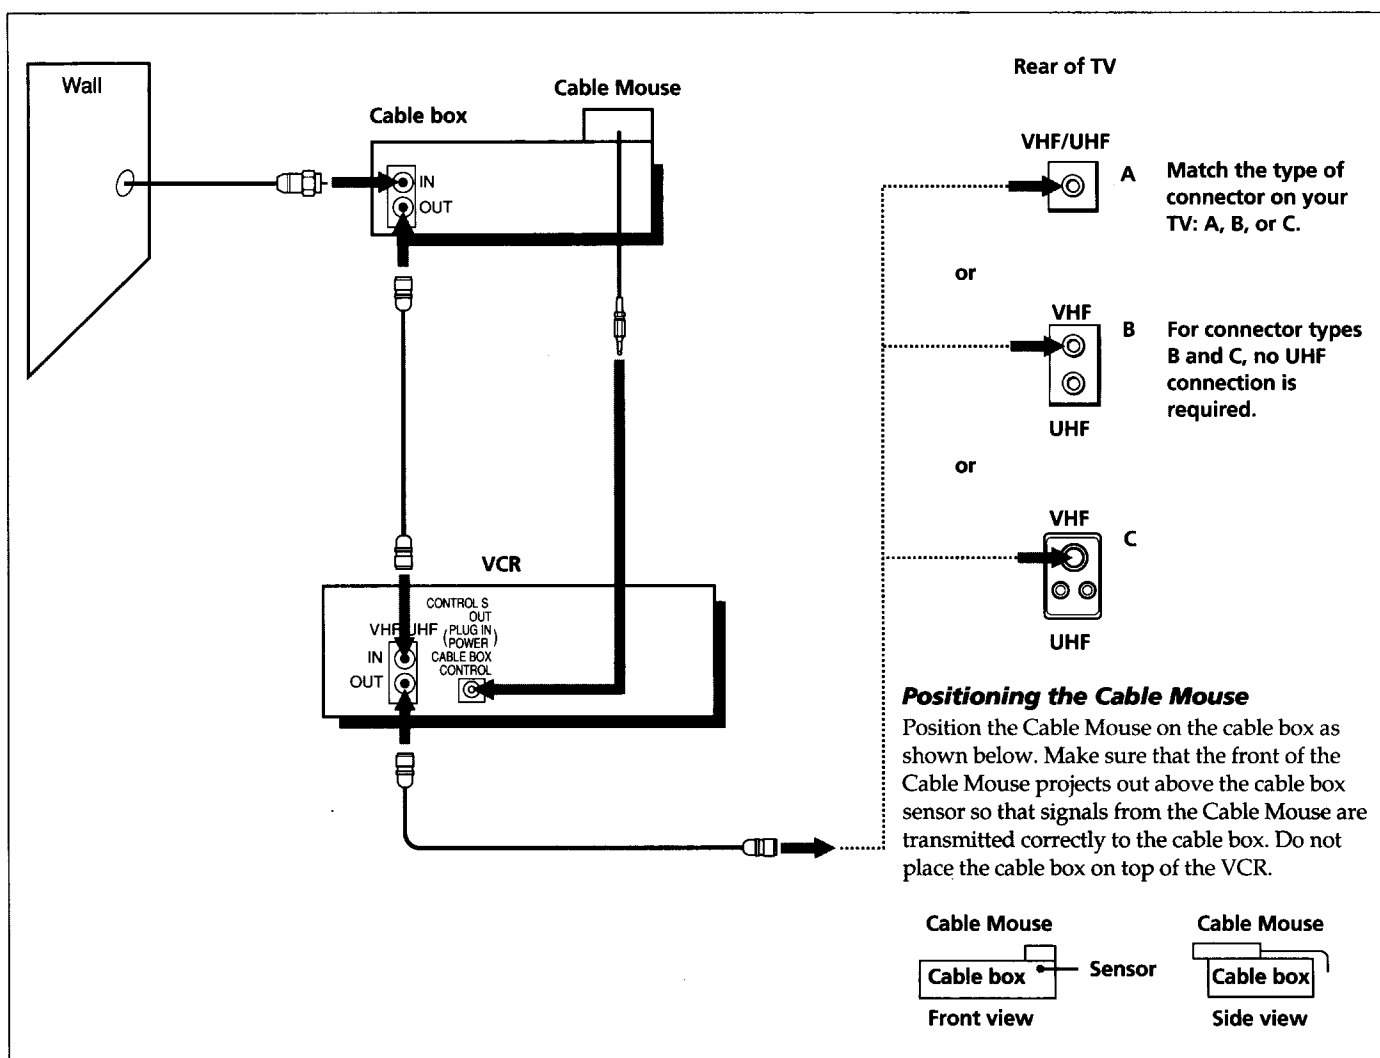 Rear of TV
Wall
Cable Mouse
Cable box
IN
OUT
VHF/UHF
A
Match the type of
connector on your
TV: A, B, or C.
or
VHF
B
For connector types
B and C, no UHF
connection is
required.
UHF
or
VHF
C
UHF
VCR
CONTROL S
OUT
(PLUG IN
POWER)
CABLE BOX
CONTROL
VHF/UHF
IN
OUT
Positioning the Cable Mouse
Position the Cable Mouse on the cable box as
shown below. Make sure that the front of the
Cable Mouse projects out above the cable box
sensor so that signals from the Cable Mouse are
transmitted correctly to the cable box. Do not
place the cable box on top of the VCR.
Cable Mouse
Cable box
Sensor
Front view
Cable Mouse
Cable box
Side view